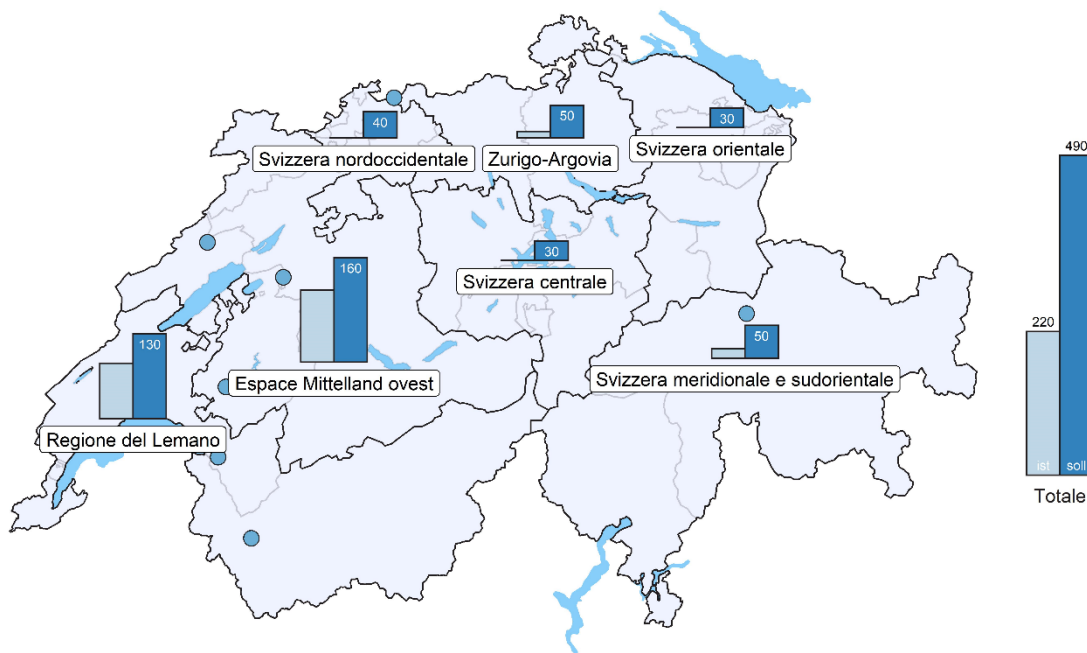 40
Svizzera nordoccidentale
50
Zurigo-Argovia
30
Svizzera orientale
30
Svizzera centrale
160
Espace Mittelland ovest
130
Regione del Lemano
50
Svizzera meridionale e sudorientale
490
220
ist
soll
Totale